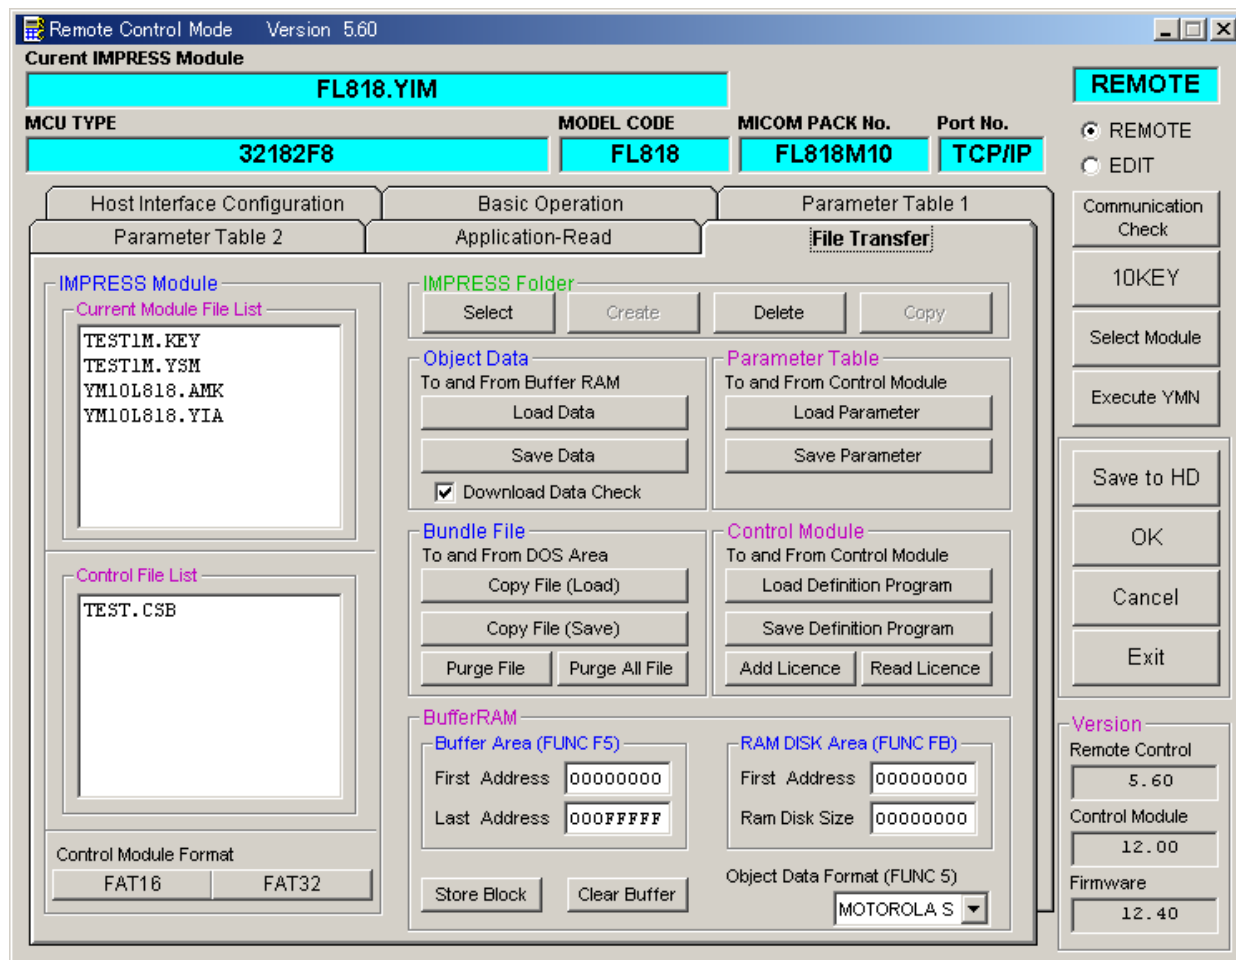 Remote Control Mode Version 5.60
Curent IMPRESS Module
FL818.YIM
REMOTE
MCU TYPE MODEL CODE MICOM PACK No. Port No.
32182F8 FL818 FL818M10 TCP/IP
REMOTE
EDIT
Host Interface Configuration Basic Operation Parameter Table 1
Parameter Table 2 Application-Read File Transfer
Communication
Check
10KEY
Select Module
Execute YMN
Save to HD
OK
Cancel
Exit
IMPRESS Module
Current Module File List
TEST1M.KEY
TEST1M.YSM
YM10L818.AMK
YM10L818.YIA
Control File List
TEST.CSB
Control Module Format
FAT16 FAT32
IMPRESS Folder
Select Create Delete Copy
Object Data
To and From Buffer RAM
Load Data
Save Data
Download Data Check
Parameter Table
To and From Control Module
Load Parameter
Save Parameter
Bundle File
To and From DOS Area
Copy File (Load)
Copy File (Save)
Purge File Purge All File
Control Module
To and From Control Module
Load Definition Program
Save Definition Program
Add Licence Read Licence
BufferRAM
Buffer Area (FUNC F5)
First Address 00000000
Last Address 000FFFFF
RAM DISK Area (FUNC FB)
First Address 00000000
Ram Disk Size 00000000
Store Block Clear Buffer
Object Data Format (FUNC 5)
MOTOROLA S
Version
Remote Control
5.60
Control Module
12.00
Firmware
12.40